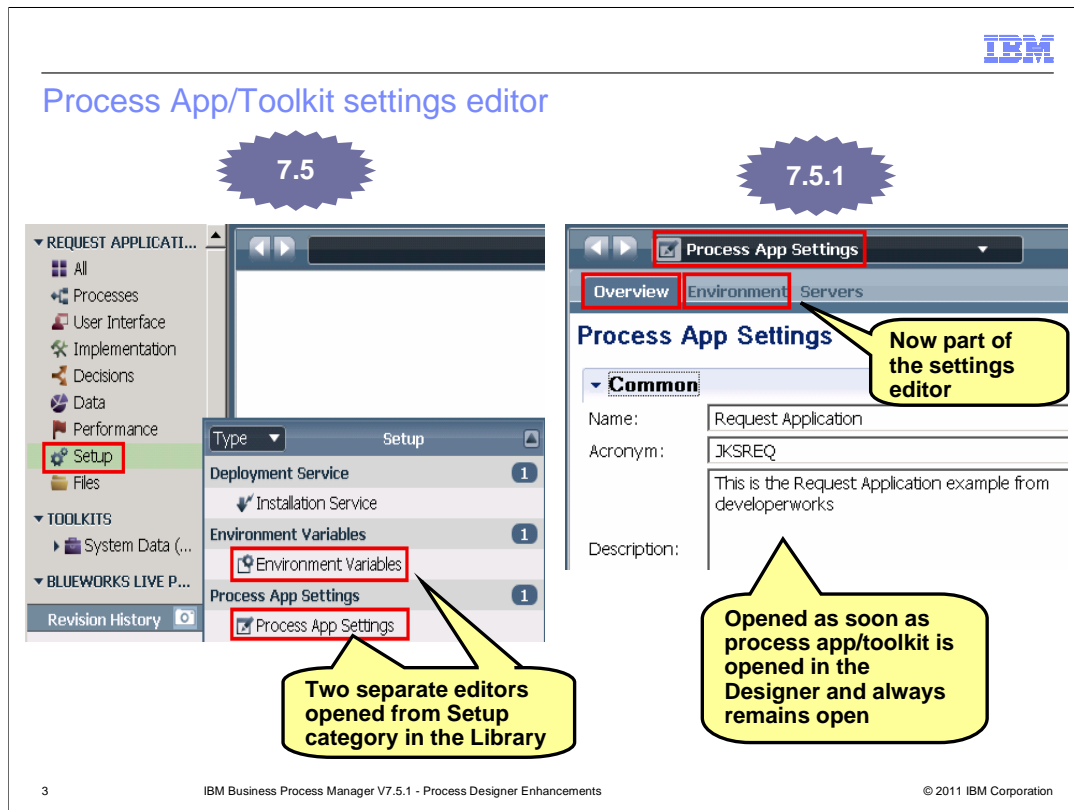 IBM
Process App/Toolkit settings editor
7.5
7.5.1
REQUEST APPLICATI...
All
Processes
User Interface
Implementation
Decisions
Data
Performance
Setup
Files
TOOLKITS
System Data (...
BLUEWORKS LIVE P...
Revision History
Type
Setup
Deployment Service
1
Installation Service
Environment Variables
1
Environment Variables
Process App Settings
1
Process App Settings
Two separate editors
opened from Setup
category in the Library
Process App Settings
Overview Environment Servers
Process App Settings
Now part of
the settings
editor
Common
Name:
Request Application
Acronym:
JKSREQ
This is the Request Application example from
developerworks
Description:
Opened as soon as
process app/toolkit is
opened in the
Designer and always
remains open
3
IBM Business Process Manager V7.5.1 - Process Designer Enhancements
© 2011 IBM Corporation